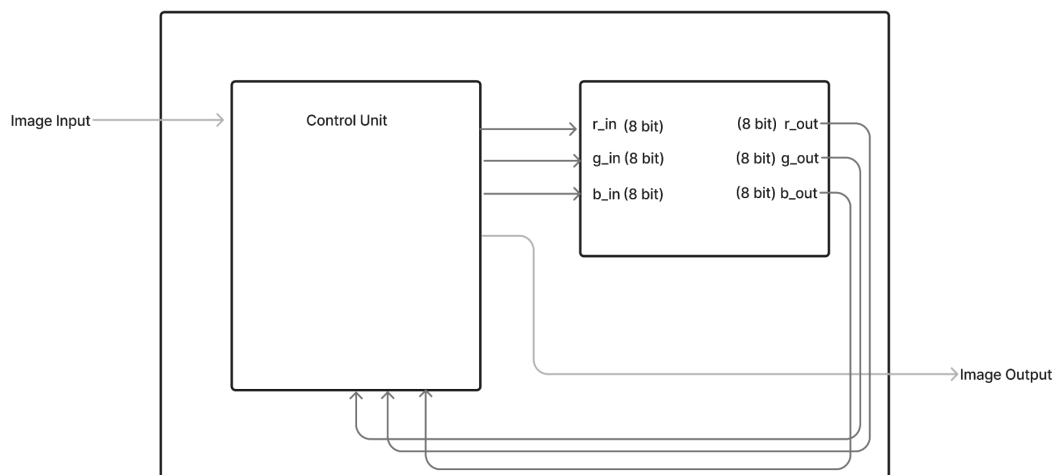 Image Input
Control Unit
r_in (8 bit)
(8 bit) r_out
g_in (8 bit)
(8 bit) g_out
b_in (8 bit)
(8 bit) b_out
Image Output